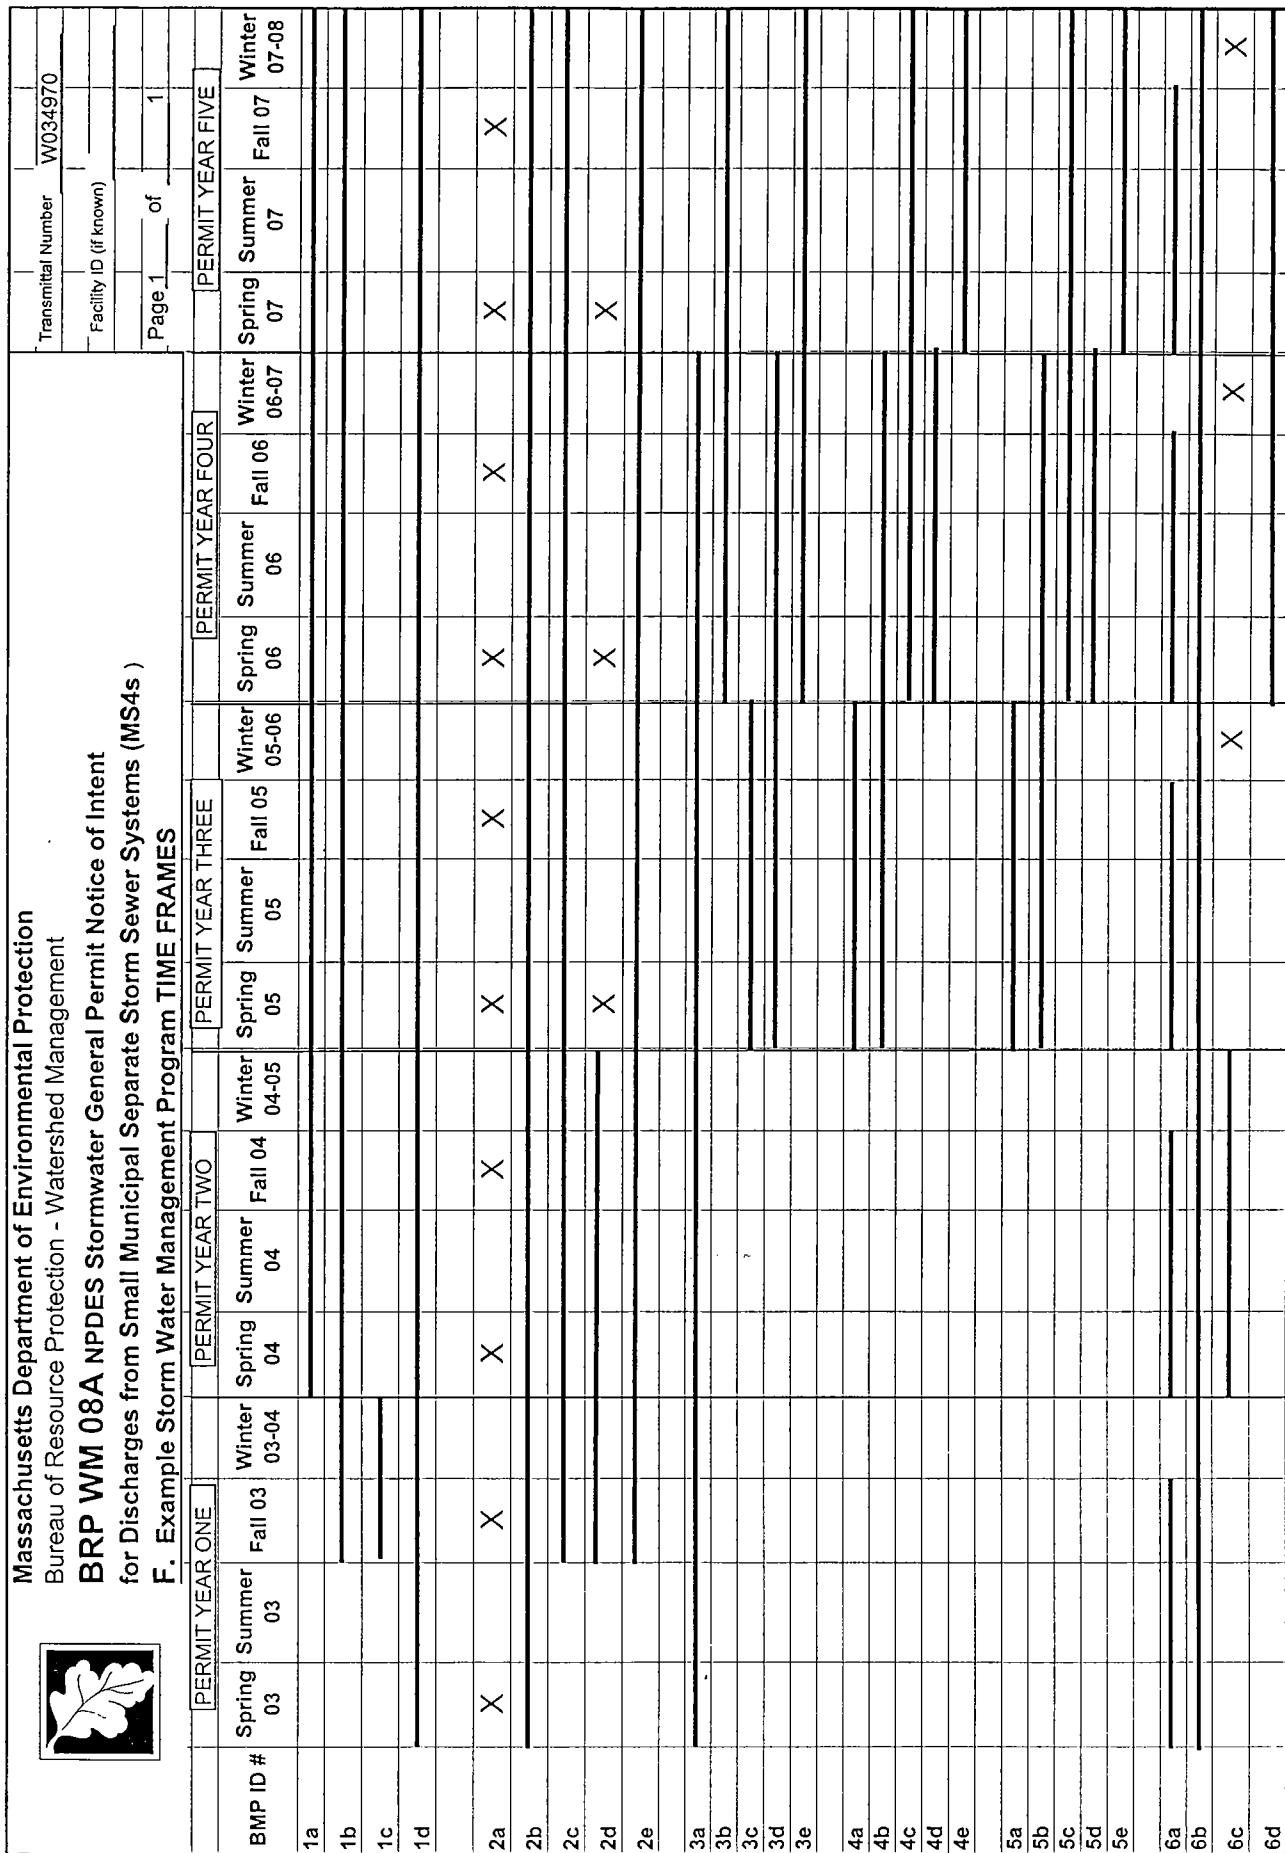 Massachusetts Department of Environmental Protection
Bureau of Resource Protection - Watershed Management
BRP WM 08A NPDES Stormwater General Permit Notice of Intent
for Discharges from Small Municipal Separate Storm Sewer Systems (MS4s )
F. Example Storm Water Management Program TIME FRAMES
Transmittal Number W034970
Facility ID (if known)
Page 1 of 1
PERMIT YEAR ONE PERMIT YEAR TWO PERMIT YEAR THREE PERMIT YEAR FOUR PERMIT YEAR FIVE
BMP ID # Spring 03 Summer 03 Fall 03 Winter 03-04 Spring 04 Summer 04 Fall 04 Winter 04-05 Spring 05 Summer 05 Fall 05 Winter 05-06 Spring 06 Summer 06 Fall 06 Winter 06-07 Spring 07 Summer 07 Fall 07 Winter 07-08
1a
1b
1c
1d
2a X X X X X X X X X X
2b
2c
2d X X X
2e
3a
3b
3c
3d
3e
4a
4b
4c
4d
4e
5a
5b
5c
5d
5e
6a
6b
6c X X X
6d